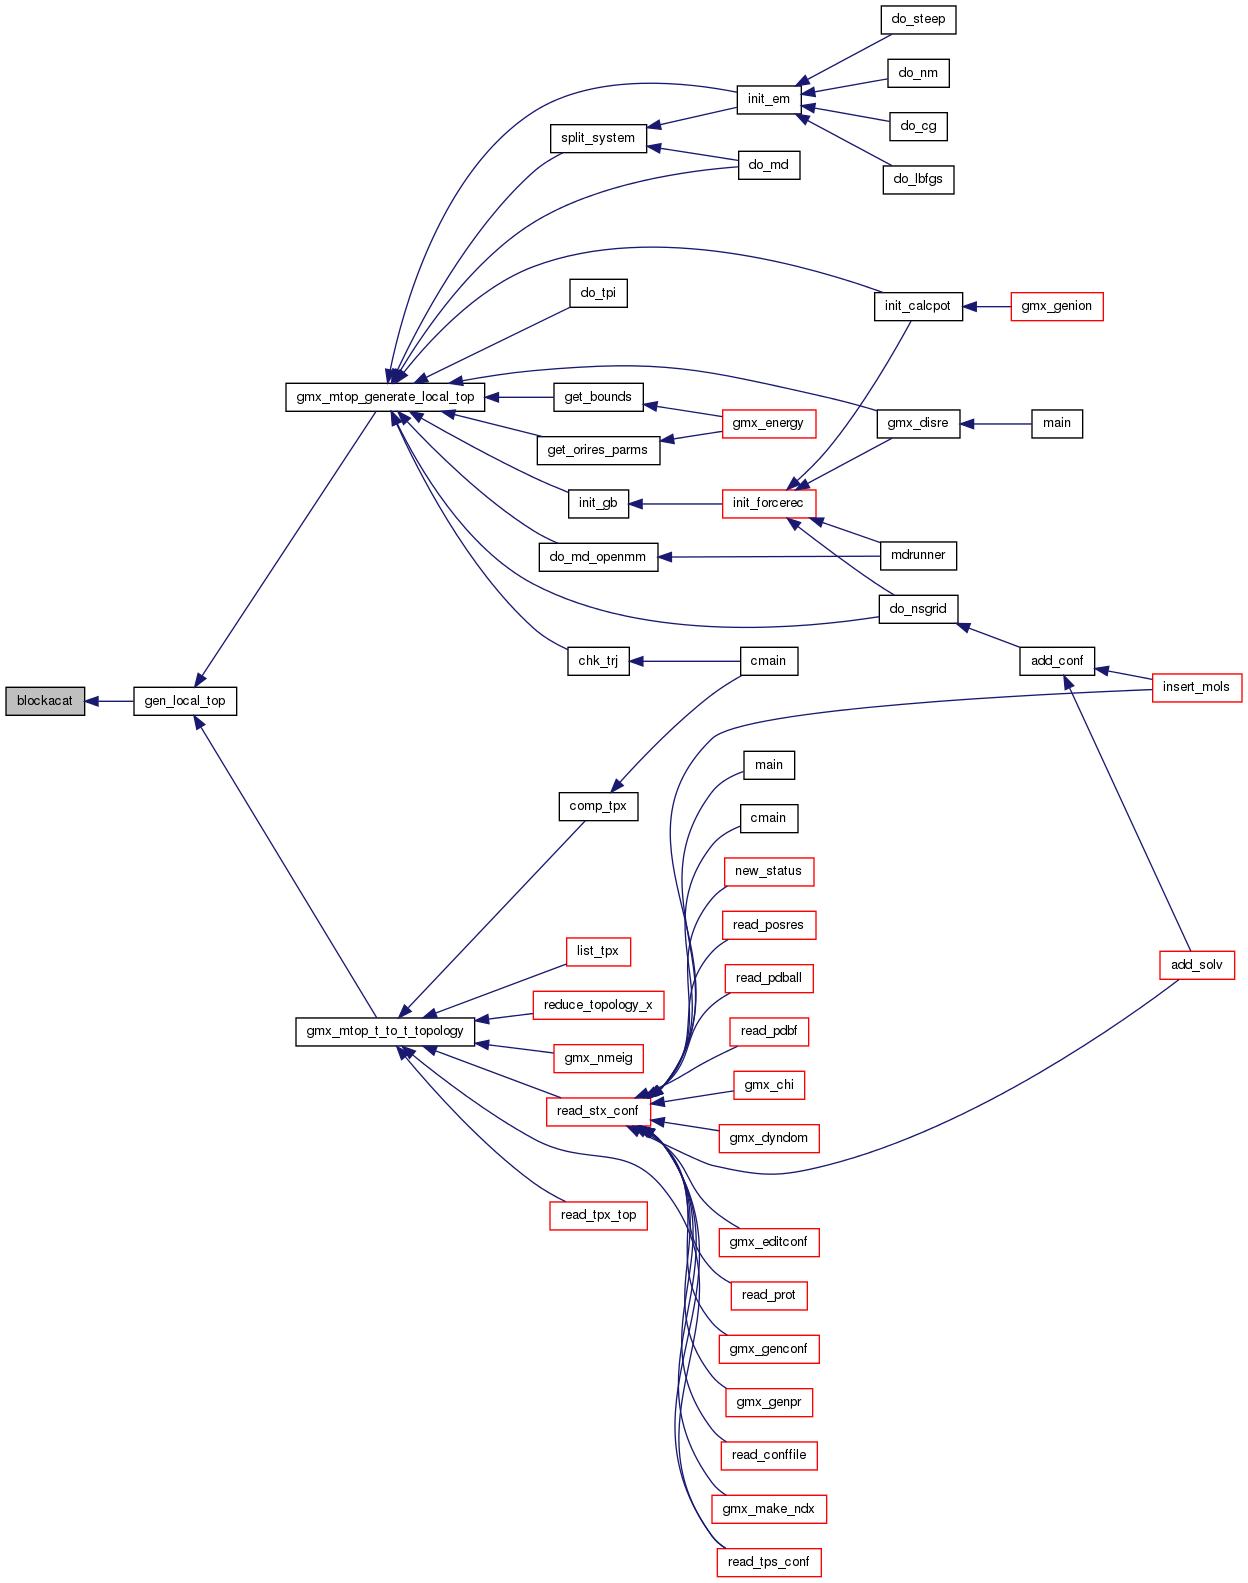 do_steep
do_nm
init_em
do_cg
split_system
do_md
do_lbfgs
do_tpi
init_calcpot
gmx_genion
gmx_mtop_generate_local_top
get_bounds
gmx_energy
gmx_disre
main
get_orires_parms
init_gb
init_forcerec
do_md_openmm
mdrunner
do_nsgrid
chk_trj
cmain
add_conf
insert_mols
blockacat
gen_local_top
main
comp_tpx
cmain
new_status
read_posres
list_tpx
add_solv
read_pdball
reduce_topology_x
gmx_mtop_t_to_t_topology
read_pdbf
gmx_nmeig
gmx_chi
read_stx_conf
gmx_dyndom
read_tpx_top
gmx_editconf
read_prot
gmx_genconf
gmx_genpr
read_conffile
gmx_make_ndx
read_tps_conf